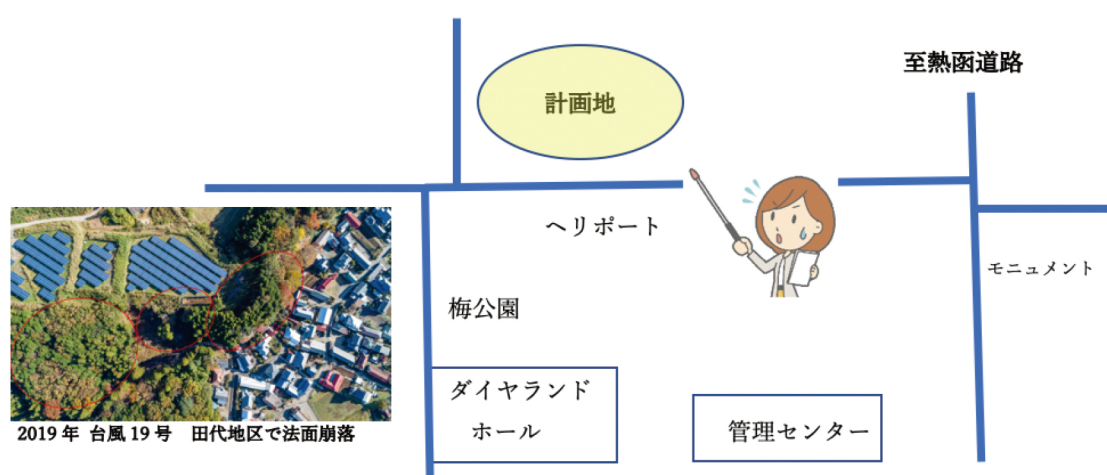 至熱函道路
計画地
ヘリポート
モニュメント
梅公園
ダイヤランド
ホール
管理センター
2019年 台風19号 田代地区で法面崩落